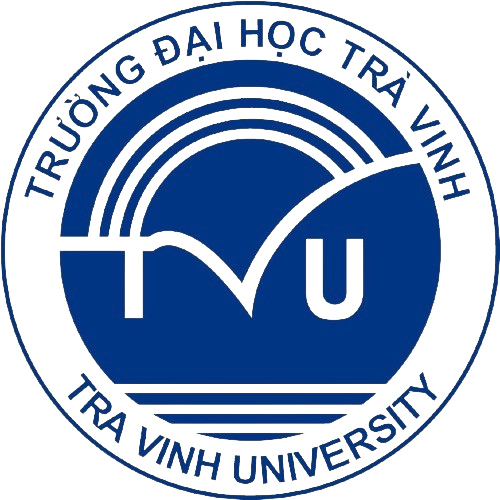 TRƯỜNG ĐẠI HỌC TRÀ VINH
TVU
TRA VINH UNIVERSITY